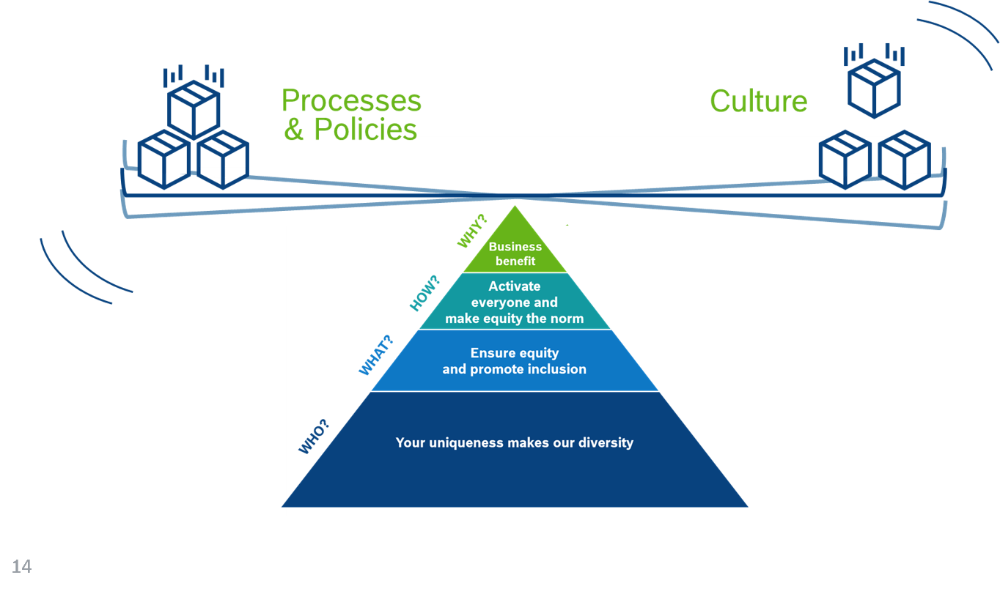 Processes
& Policies
Culture
WHY?
Business
benefit
HOW?
Activate
everyone and
make equity the norm
WHAT?
Ensure equity
and promote inclusion
WHO?
Your uniqueness makes our diversity
14